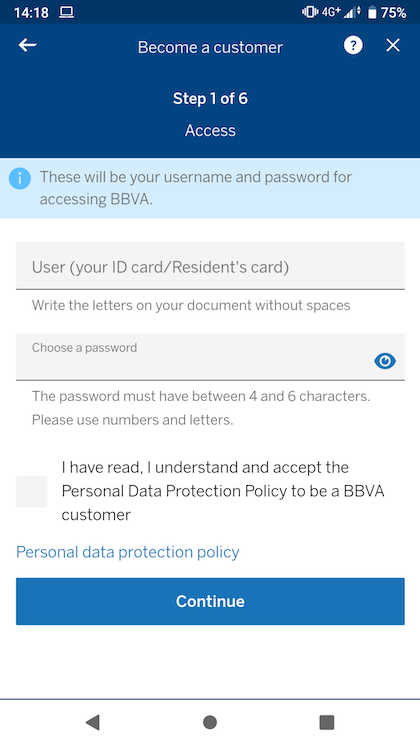 14:18 4G+ 75%
Become a customer ?
Step 1 of 6
Access
i These will be your username and password for
accessing BBVA.
User (your ID card/Resident's card)
Write the letters on your document without spaces
Choose a password
The password must have between 4 and 6 characters.
Please use numbers and letters.
I have read, I understand and accept the
Personal Data Protection Policy to be a BBVA
customer
Personal data protection policy
Continue